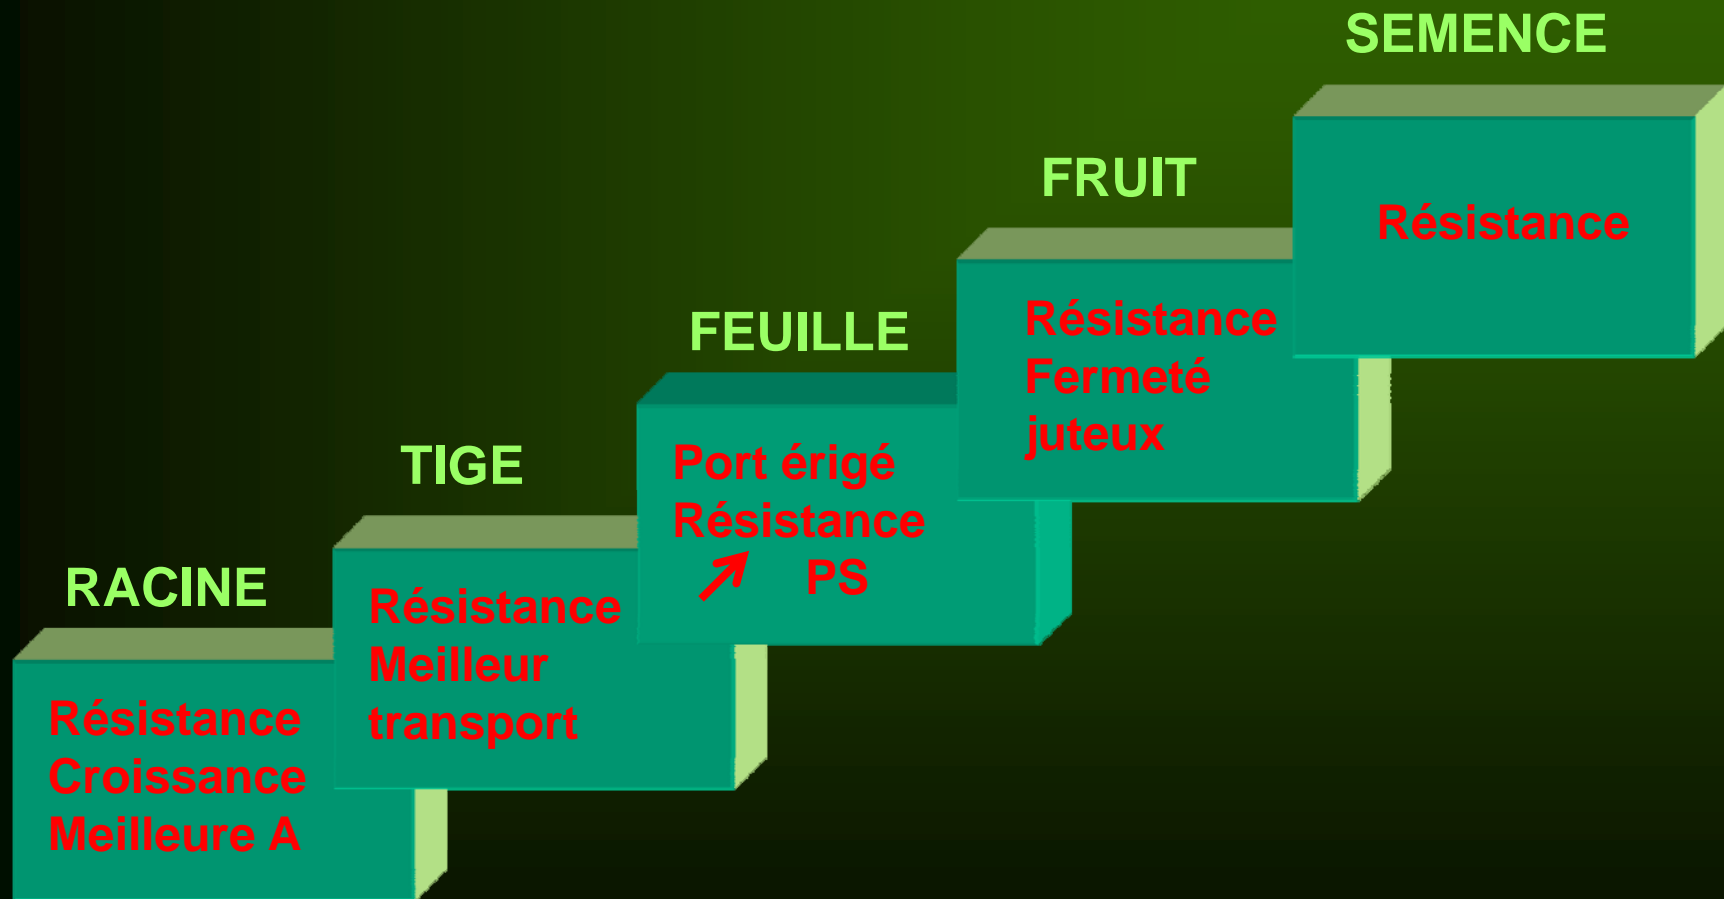 RACINE
Résistance
Croissance
Meilleure A
TIGE
Résistance
Meilleur
transport
FEUILLE
Port érigé
Résistance
↗ PS
FRUIT
Résistance
Fermeté
juteux
SEMENCE
Résistance